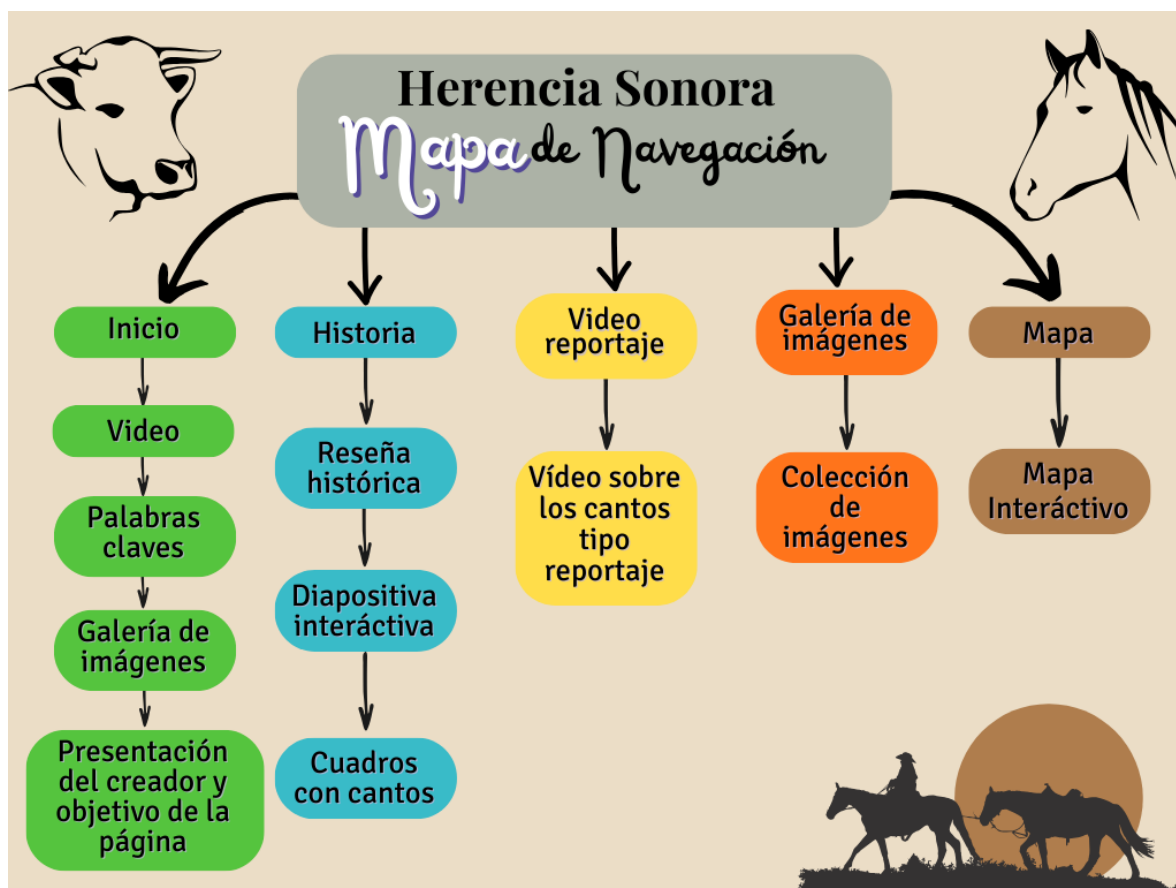 Herencia Sonora
Mapa de Navegación
Inicio
Video
Palabras
claves
Galería de
imágenes
Presentación
del creador y
objetivo de la
página
Historia
Reseña
histórica
Diapositiva
interáctiva
Cuadros
con cantos
Video
reportaje
Vídeo sobre
los cantos
tipo
reportaje
Galería de
imágenes
Colección
de
imágenes
Mapa
Mapa
Interáctivo